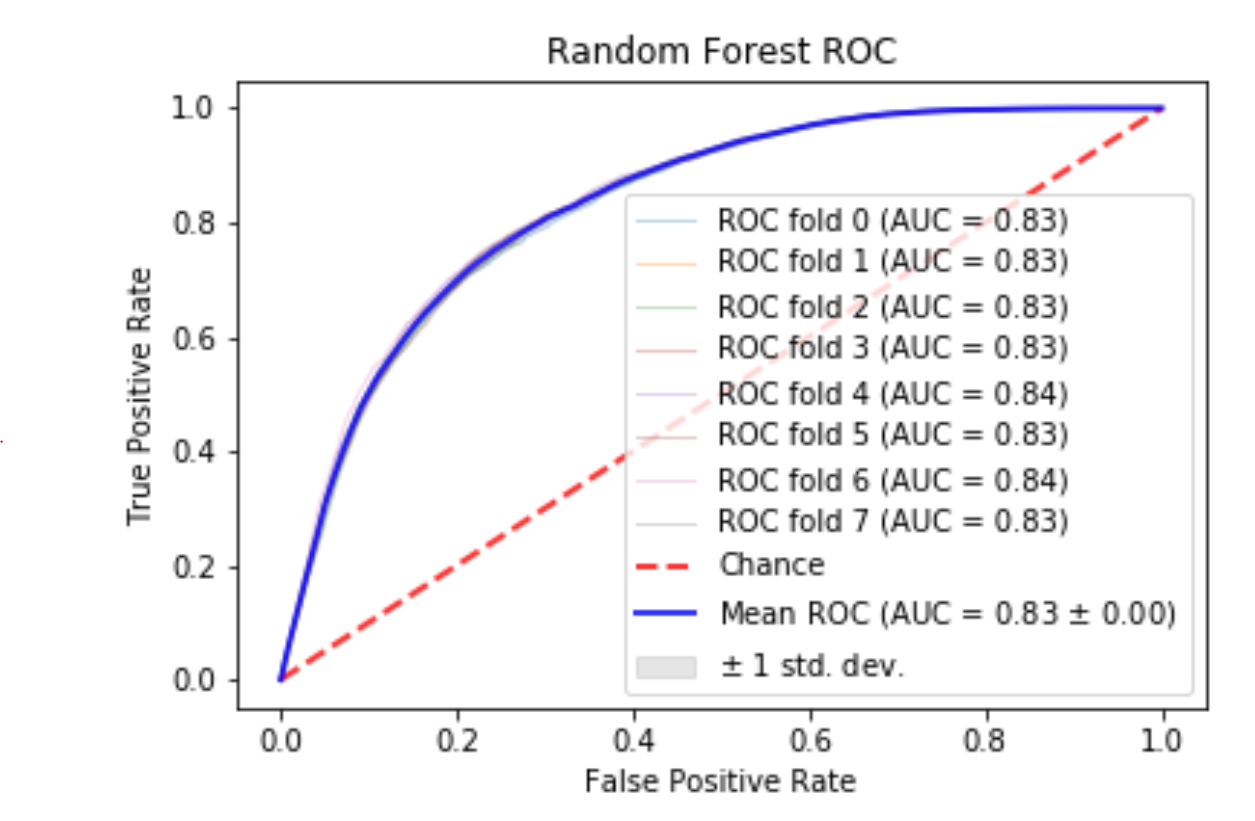 Random Forest ROC
1.0
0.8
0.6
0.4
0.2
0.0
True Positive Rate
ROC fold 0 (AUC = 0.83)
ROC fold 1 (AUC = 0.83)
ROC fold 2 (AUC = 0.83)
ROC fold 3 (AUC = 0.83)
ROC fold 4 (AUC = 0.84)
ROC fold 5 (AUC = 0.83)
ROC fold 6 (AUC = 0.84)
ROC fold 7 (AUC = 0.83)
Chance
Mean ROC (AUC = 0.83 ± 0.00)
± 1 std. dev.
0.0 0.2 0.4 0.6 0.8 1.0
False Positive Rate